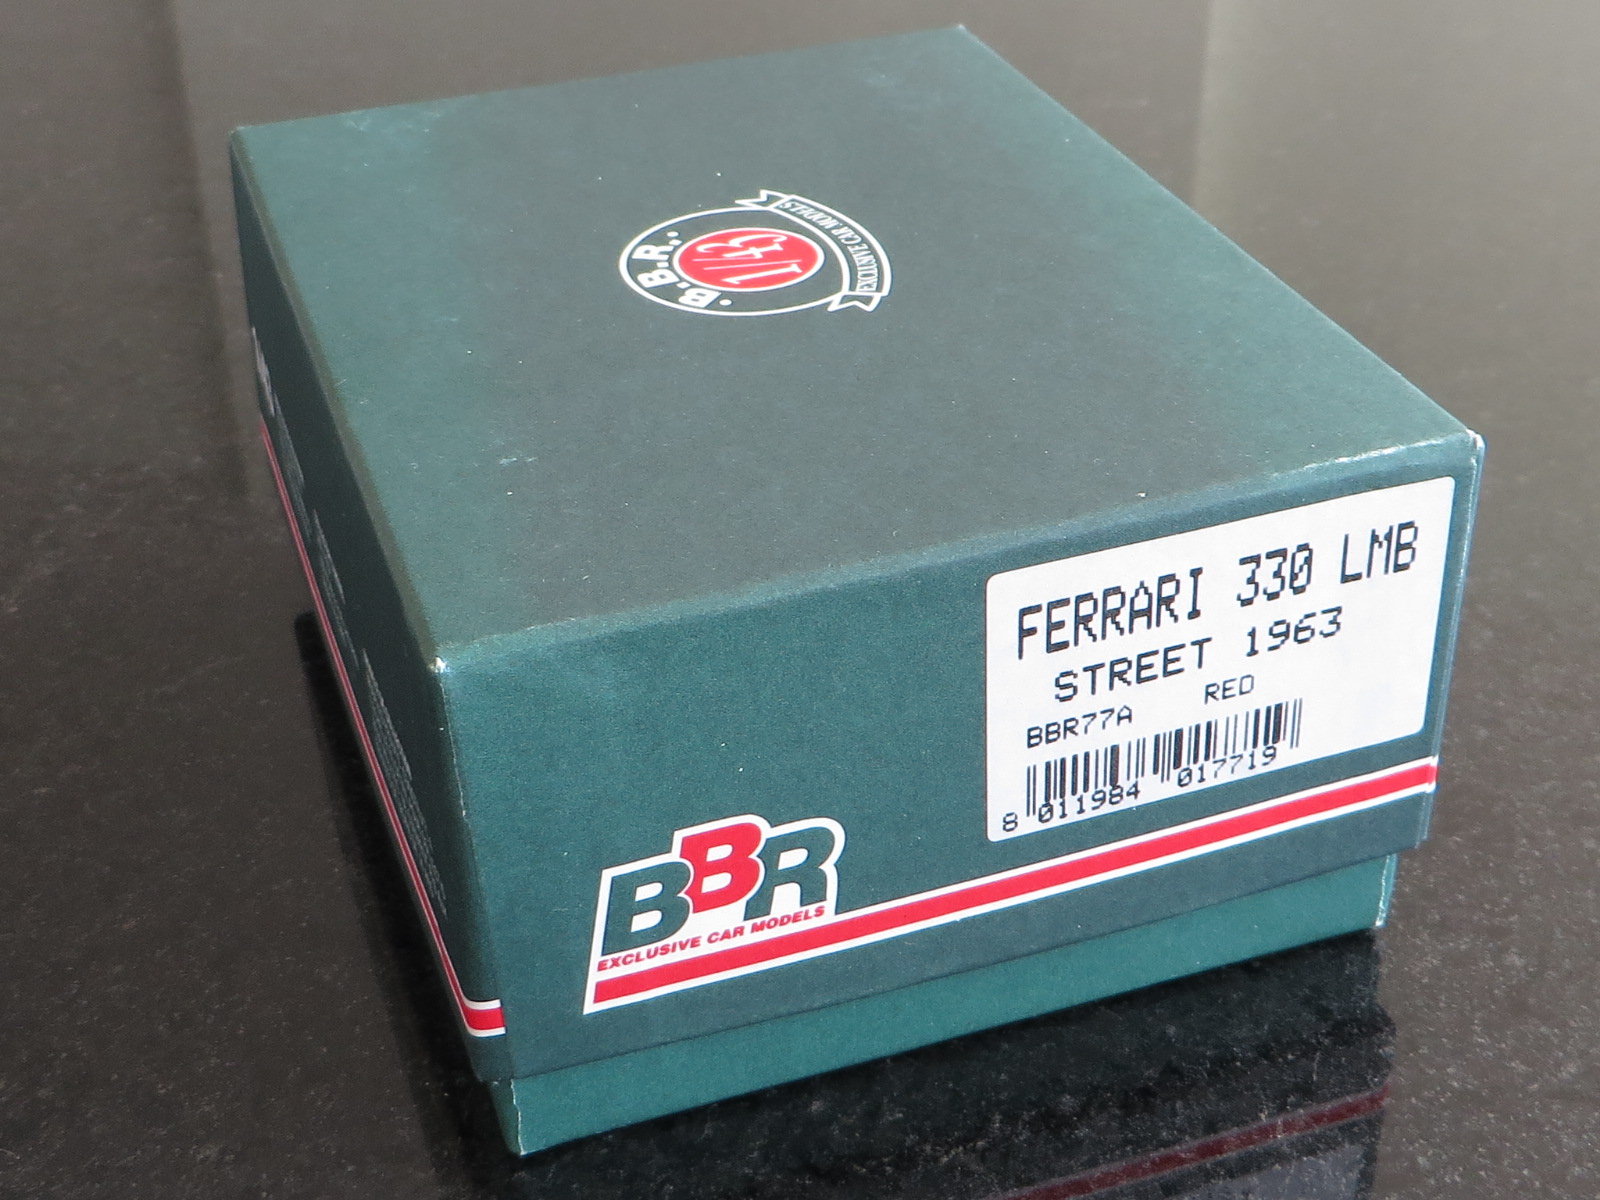 B.B.R.
1/43
EXCLUSIVE CAR MODELS
FERRARI 330 LMB
STREET 1963
BBR77A RED
8 011984 017719
BBR
EXCLUSIVE CAR MODELS